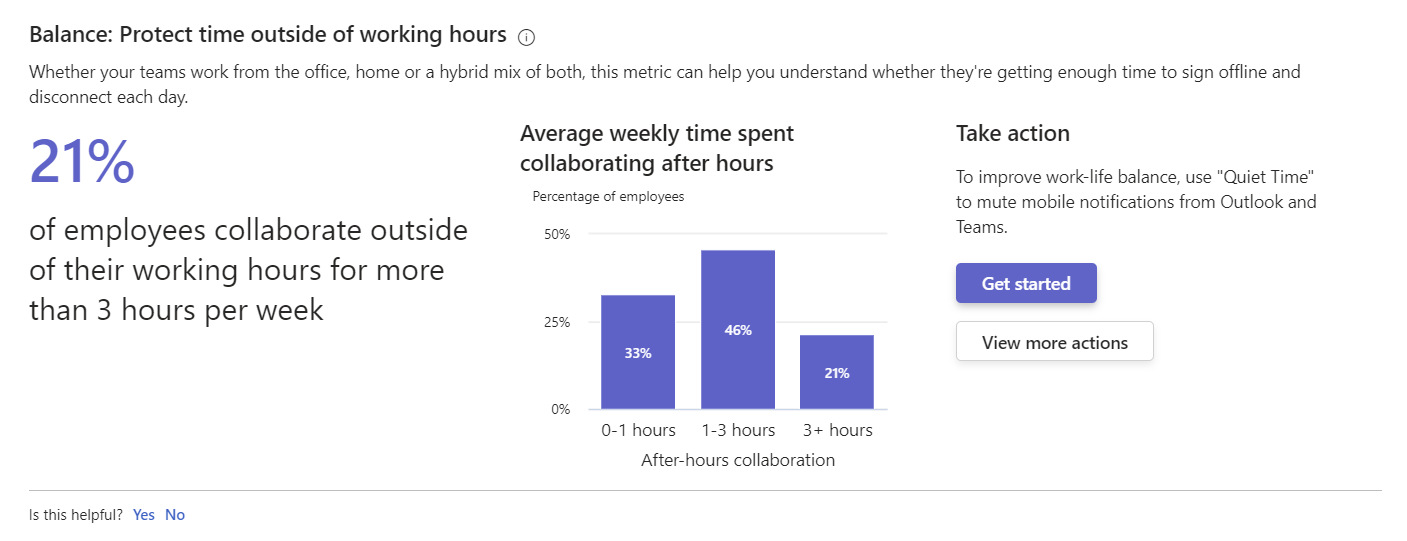 Balance: Protect time outside of working hours
Whether your teams work from the office, home or a hybrid mix of both, this metric can help you understand whether they're getting enough time to sign offline and
disconnect each day.
21%
of employees collaborate outside
of their working hours for more
than 3 hours per week
Average weekly time spent
collaborating after hours
Percentage of employees
50%
25%
0%
33%
46%
21%
0-1 hours
1-3 hours
3+ hours
After-hours collaboration
Take action
To improve work-life balance, use "Quiet Time"
to mute mobile notifications from Outlook and
Teams.
Get started
View more actions
Is this helpful? Yes No